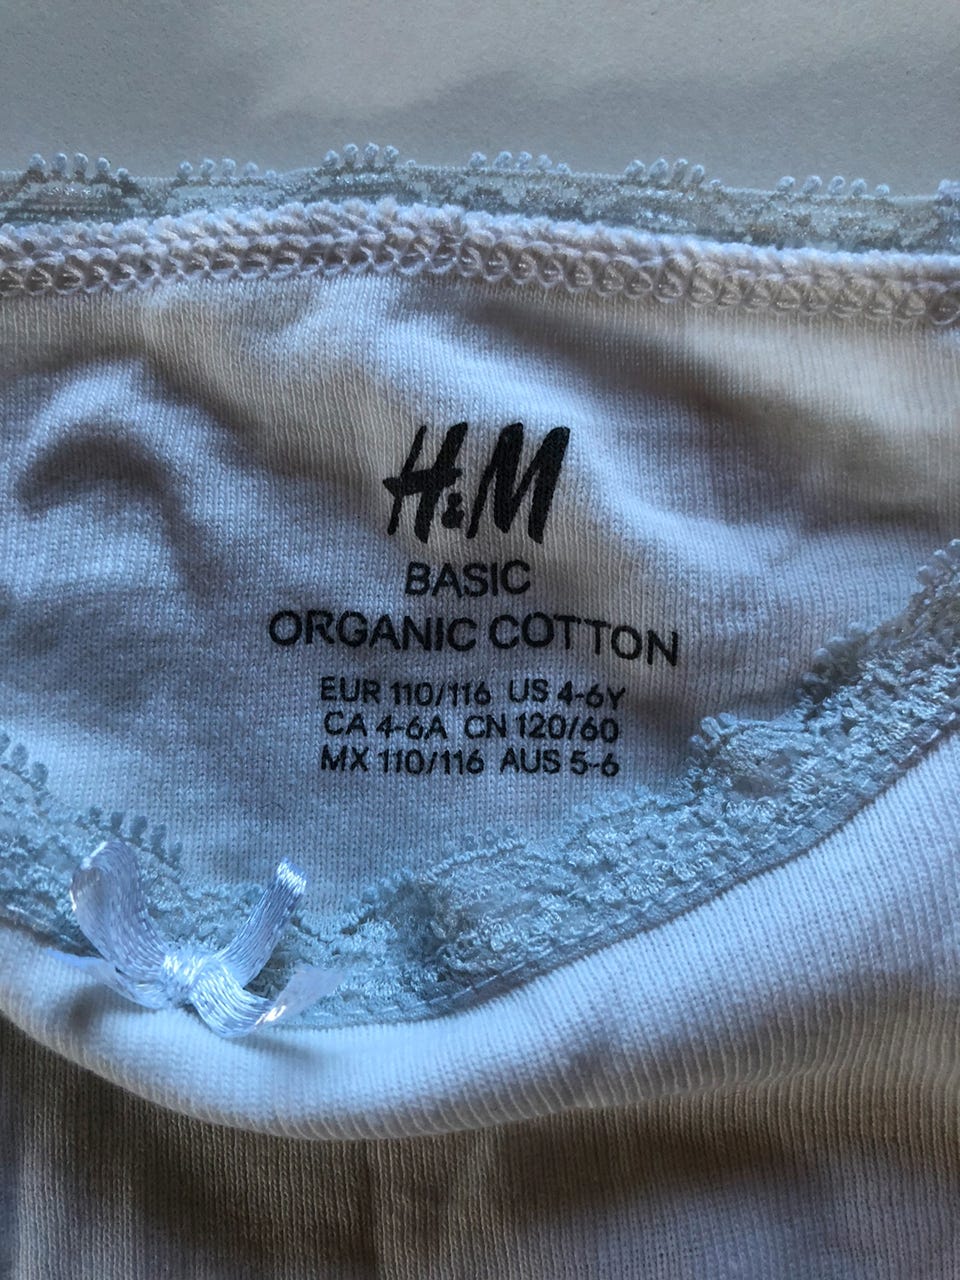 H&M
BASIC
ORGANIC COTTON
EUR 110/116 US 4-6Y
CA 4-6A CN 120/60
MX 110/116 AUS 5-6